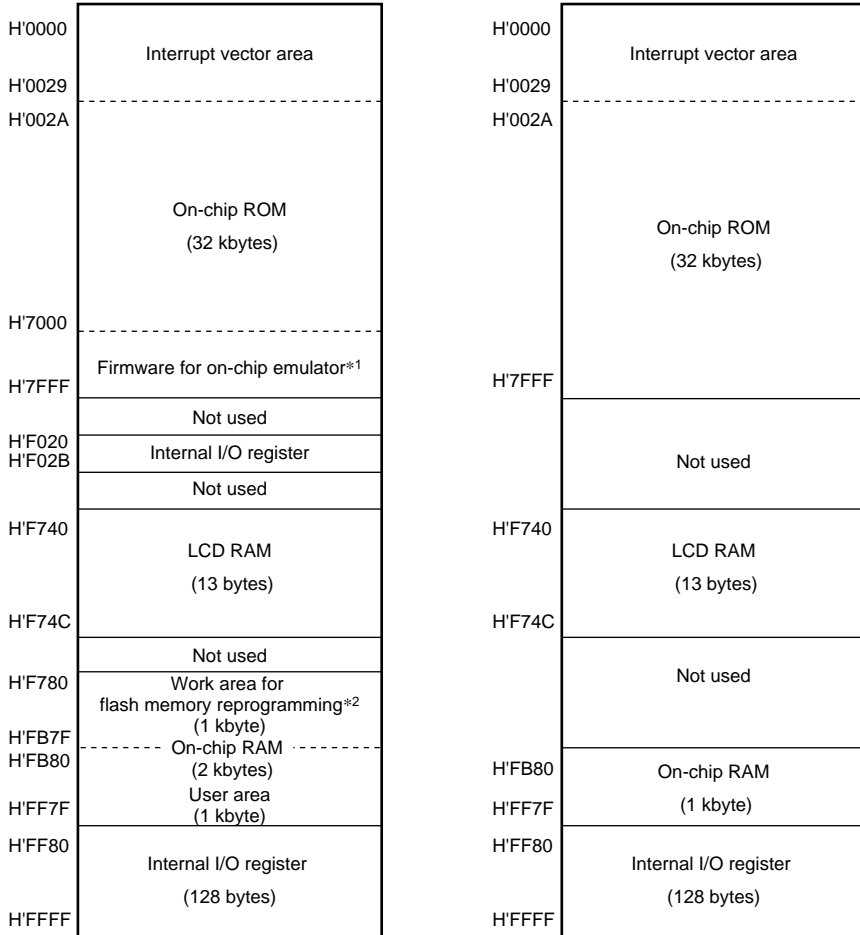 H'0000
Interrupt vector area
H'0029
H'002A
On-chip ROM
(32 kbytes)
H'7000
Firmware for on-chip emulator*1
H'7FFF
Not used
H'F020
Internal I/O register
H'F02B
Not used
H'F740
LCD RAM
(13 bytes)
H'F74C
Not used
H'F780
Work area for
flash memory reprogramming*2
(1 kbyte)
H'FB7F
On-chip RAM
H'FB80
(2 kbytes)
User area
H'FF7F
(1 kbyte)
H'FF80
Internal I/O register
(128 bytes)
H'FFFF
H'0000
Interrupt vector area
H'0029
H'002A
On-chip ROM
(32 kbytes)
H'7FFF
Not used
H'F740
LCD RAM
(13 bytes)
H'F74C
Not used
H'FB80
On-chip RAM
(1 kbyte)
H'FF7F
H'FF80
Internal I/O register
(128 bytes)
H'FFFF